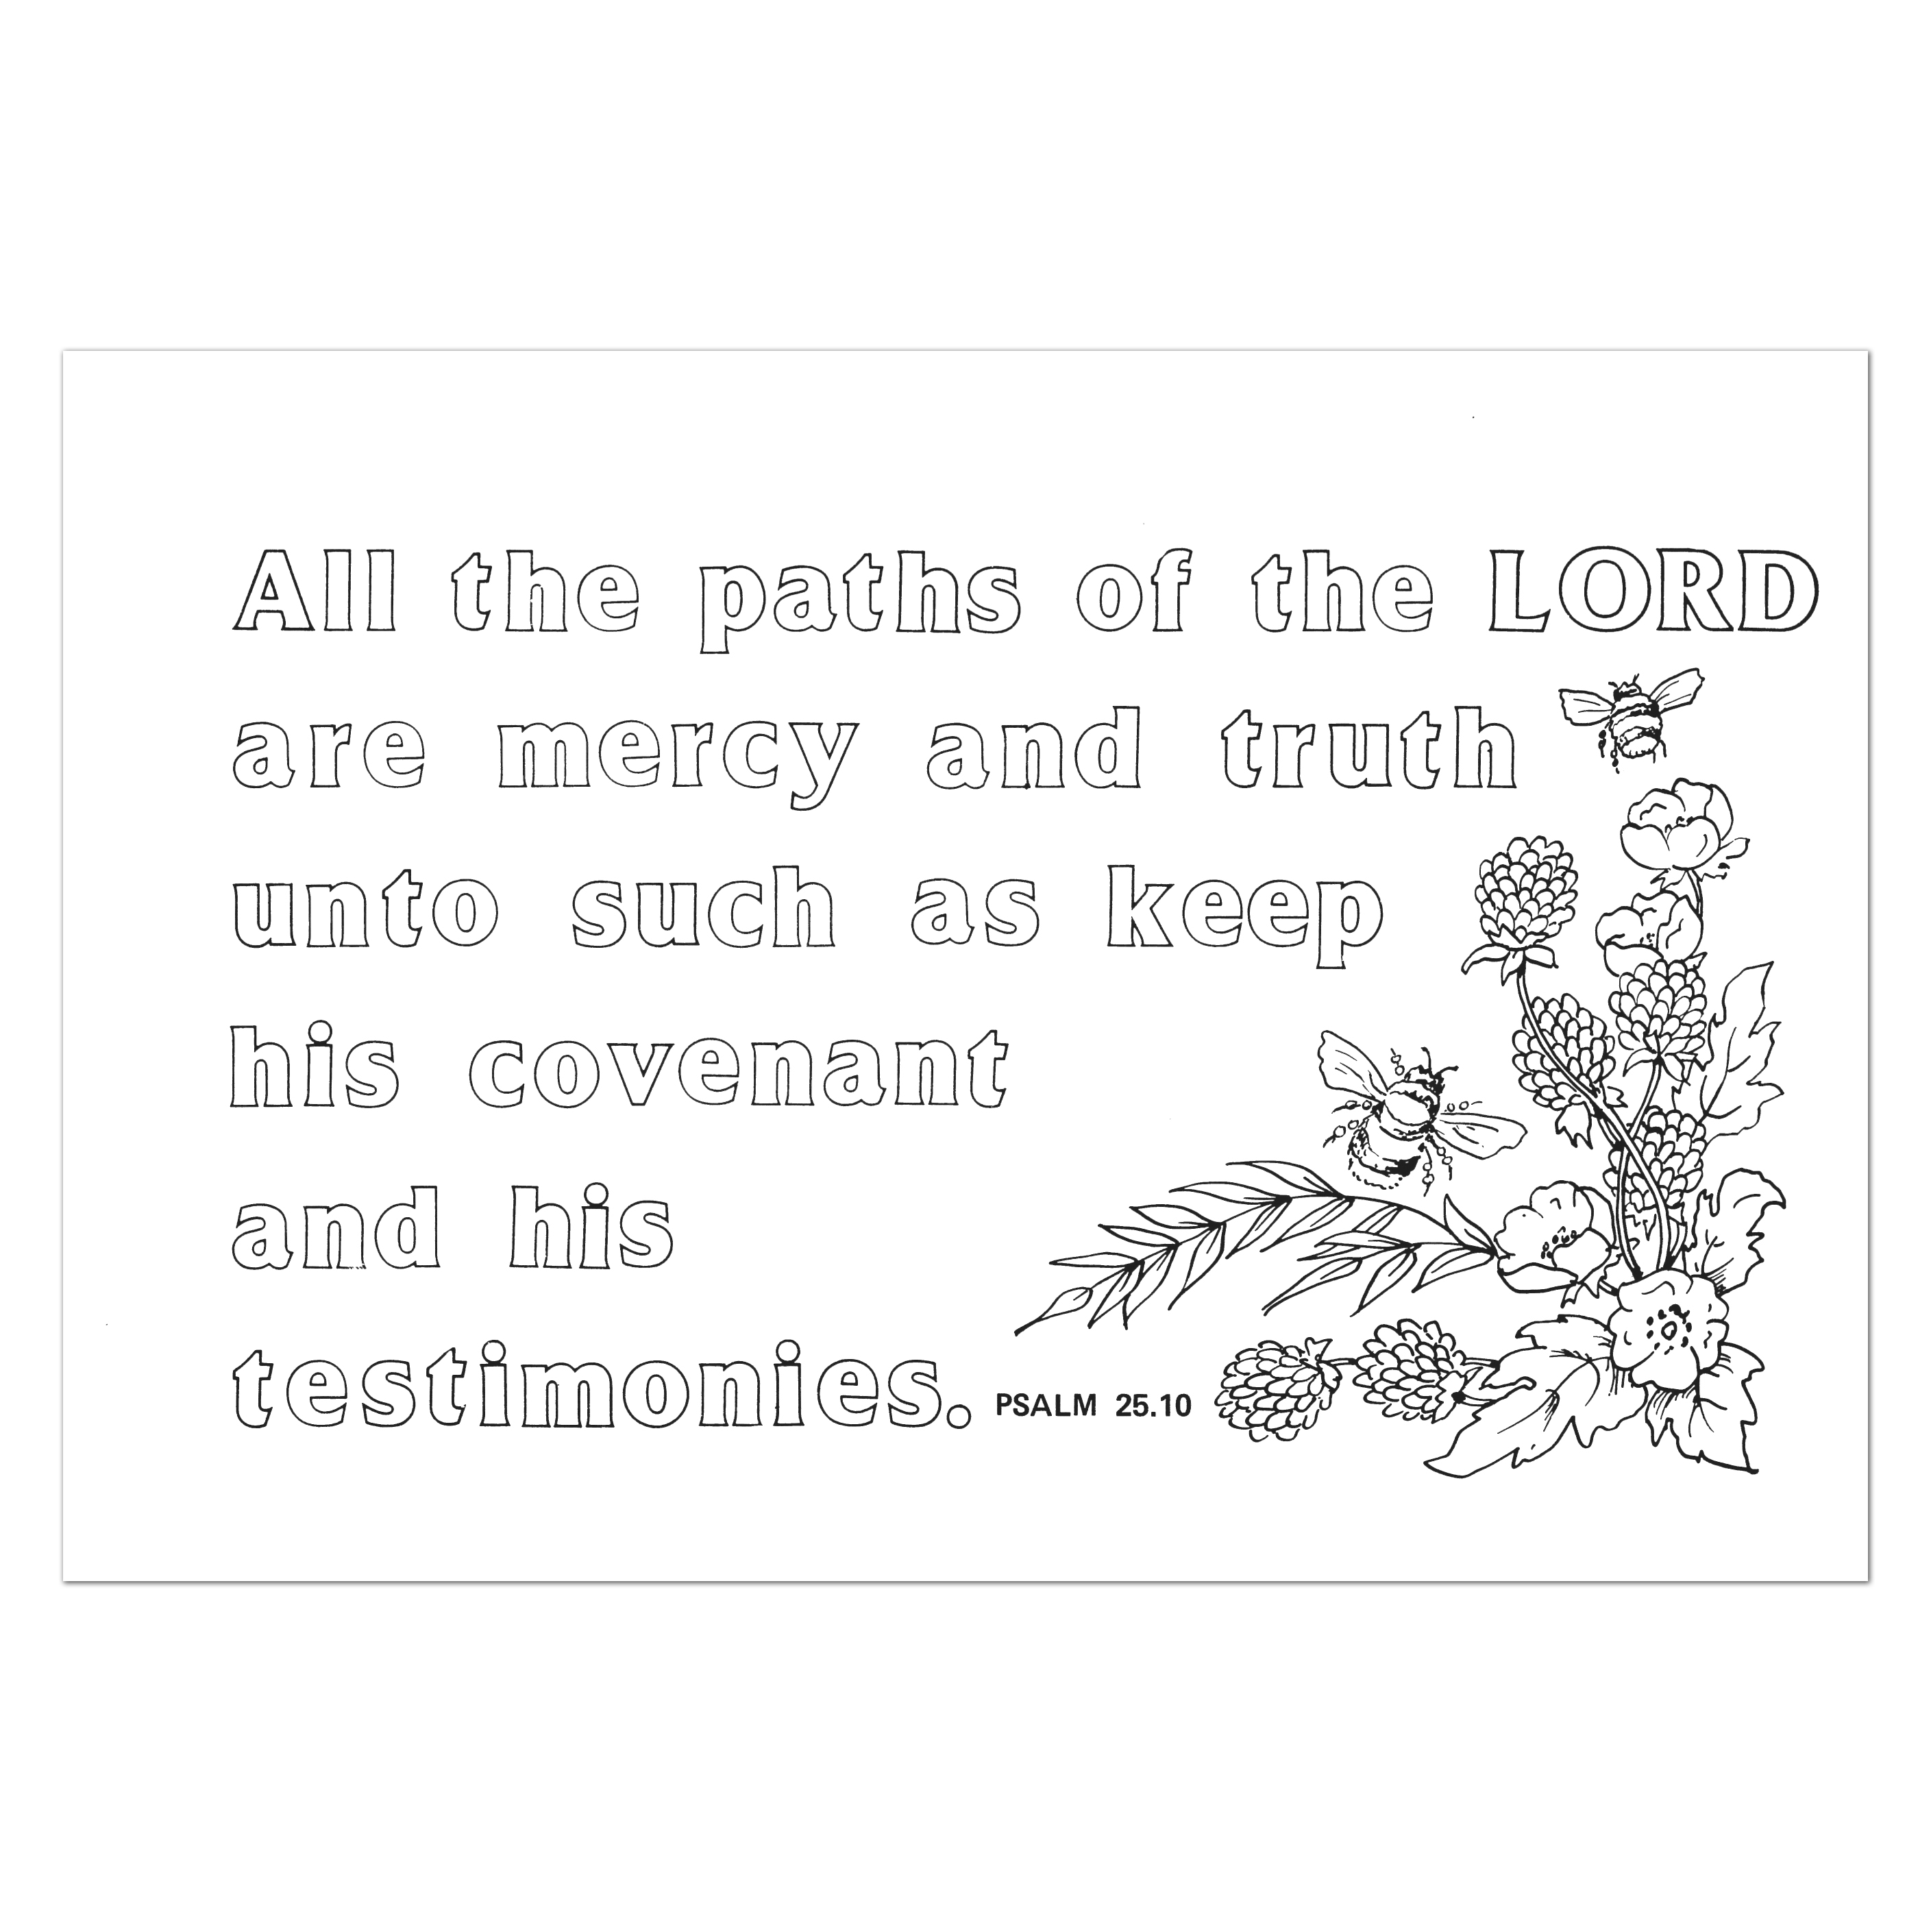 All the paths of the LORD
are mercy and truth
unto such as keep
his covenant
and his
testimonies. PSALM 25.10